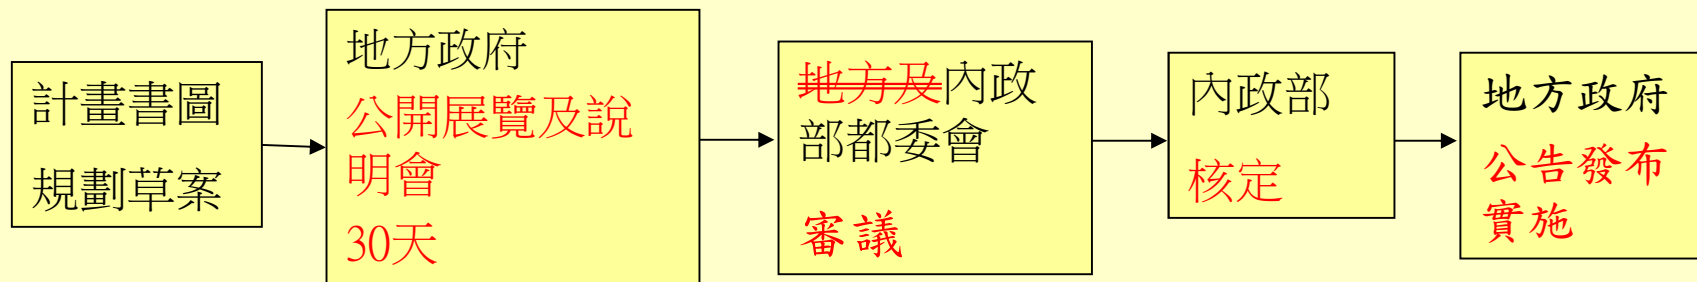 計畫書圖
規劃草案
地方政府
公開展覽及說
明會
30天
地方及內政
部都委會
審議
內政部
核定
地方政府
公告發布
實施